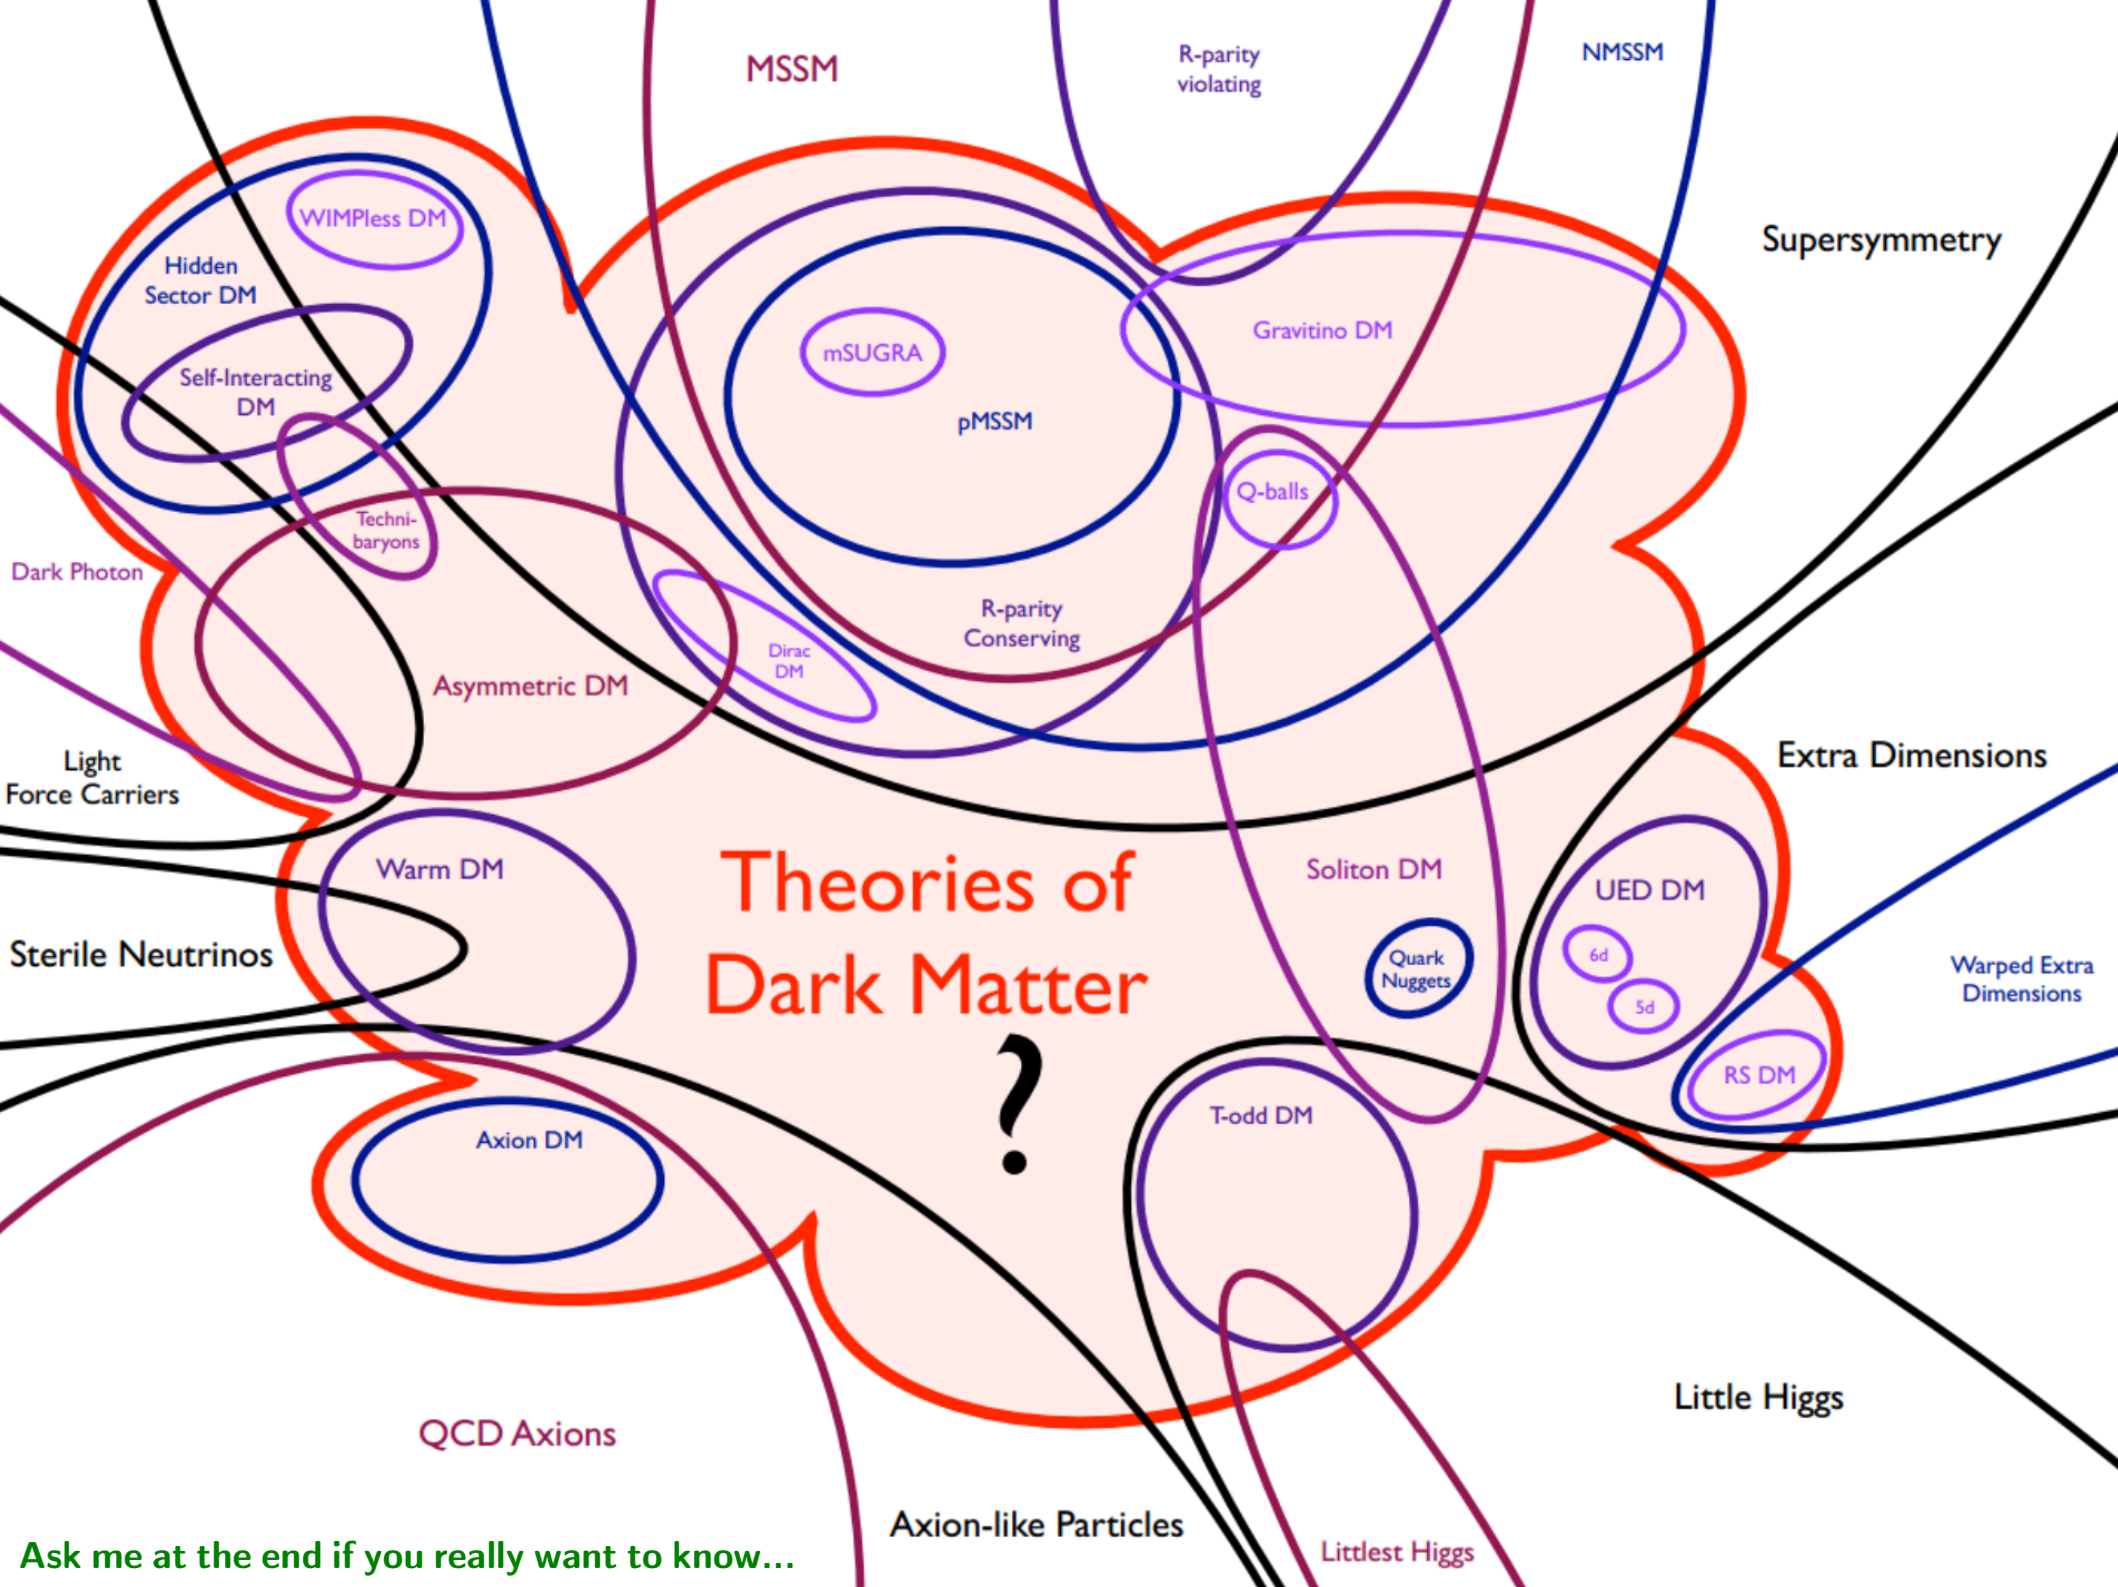 MSSM
R-parity
violating
NMSSM
WIMPless DM
Supersymmetry
Hidden
Sector DM
Gravitino DM
mSUGRA
Self-Interacting
DM
pMSSM
Q-balls
Techni-
baryons
Dark Photon
R-parity
Conserving
Dirac
DM
Asymmetric DM
Light
Force Carriers
Extra Dimensions
Warm DM
Theories of
Dark Matter
?
Soliton DM
UED DM
6d
5d
Quark
Nuggets
Sterile Neutrinos
Warped Extra
Dimensions
RS DM
T-odd DM
Axion DM
Little Higgs
QCD Axions
Axion-like Particles
Littlest Higgs
Ask me at the end if you really want to know...